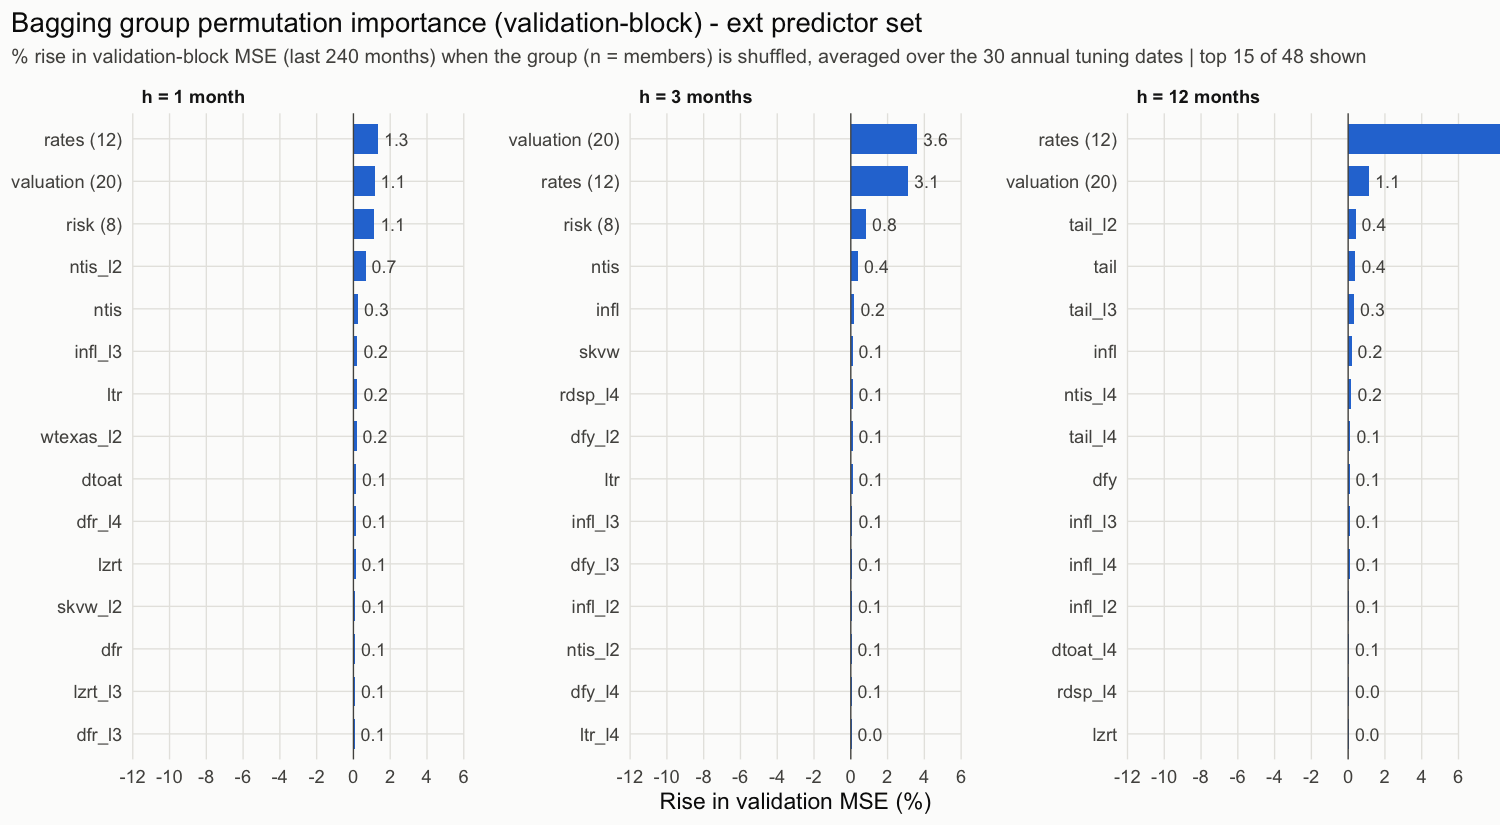 Bagging group permutation importance (validation-block) - ext predictor set
% rise in validation-block MSE (last 240 months) when the group (n = members) is shuffled, averaged over the 30 annual tuning dates | top 15 of 48 shown
h = 1 month
rates (12) 1.3
valuation (20) 1.1
risk (8) 1.1
ntis_l2 0.7
ntis 0.3
infl_l3 0.2
ltr 0.2
wtexas_l2 0.2
dtoat 0.1
dfr_l4 0.1
lzrt 0.1
skvw_l2 0.1
dfr 0.1
lzrt_l3 0.1
dfr_l3 0.1
-12 -10 -8 -6 -4 -2 0 2 4 6
h = 3 months
valuation (20) 3.6
rates (12) 3.1
risk (8) 0.8
ntis 0.4
infl 0.2
skvw 0.1
rdsp_l4 0.1
dfy_l2 0.1
ltr 0.1
infl_l3 0.1
dfy_l3 0.1
infl_l2 0.1
ntis_l2 0.1
dfy_l4 0.1
ltr_l4 0.0
-12 -10 -8 -6 -4 -2 0 2 4 6
h = 12 months
rates (12)
valuation (20) 1.1
tail_l2 0.4
tail 0.4
tail_l3 0.3
infl 0.2
ntis_l4 0.2
tail_l4 0.1
dfy 0.1
infl_l3 0.1
infl_l4 0.1
infl_l2 0.1
dtoat_l4 0.1
rdsp_l4 0.0
lzrt 0.0
-12 -10 -8 -6 -4 -2 0 2 4 6
Rise in validation MSE (%)